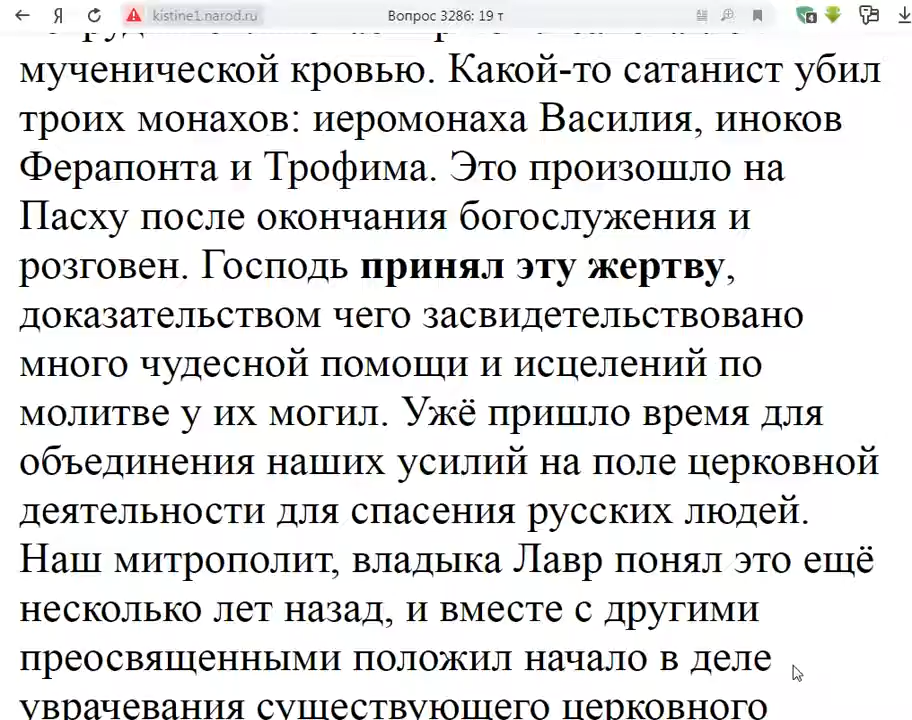 kistine1.narod.ru
Вопрос 3286: 19 т
мученической кровью. Какой-то сатанист убил
троих монахов: иеромонаха Василия, иноков
Ферапонта и Трофима. Это произошло на
Пасху после окончания богослужения и
розговен. Господь принял эту жертву,
доказательством чего засвидетельствовано
много чудесной помощи и исцелений по
молитве у их могил. Ужё пришло время для
объединения наших усилий на поле церковной
деятельности для спасения русских людей.
Наш митрополит, владыка Лавр понял это ещё
несколько лет назад, и вместе с другими
преосвященными положил начало в деле
уврачевания существующего церковного